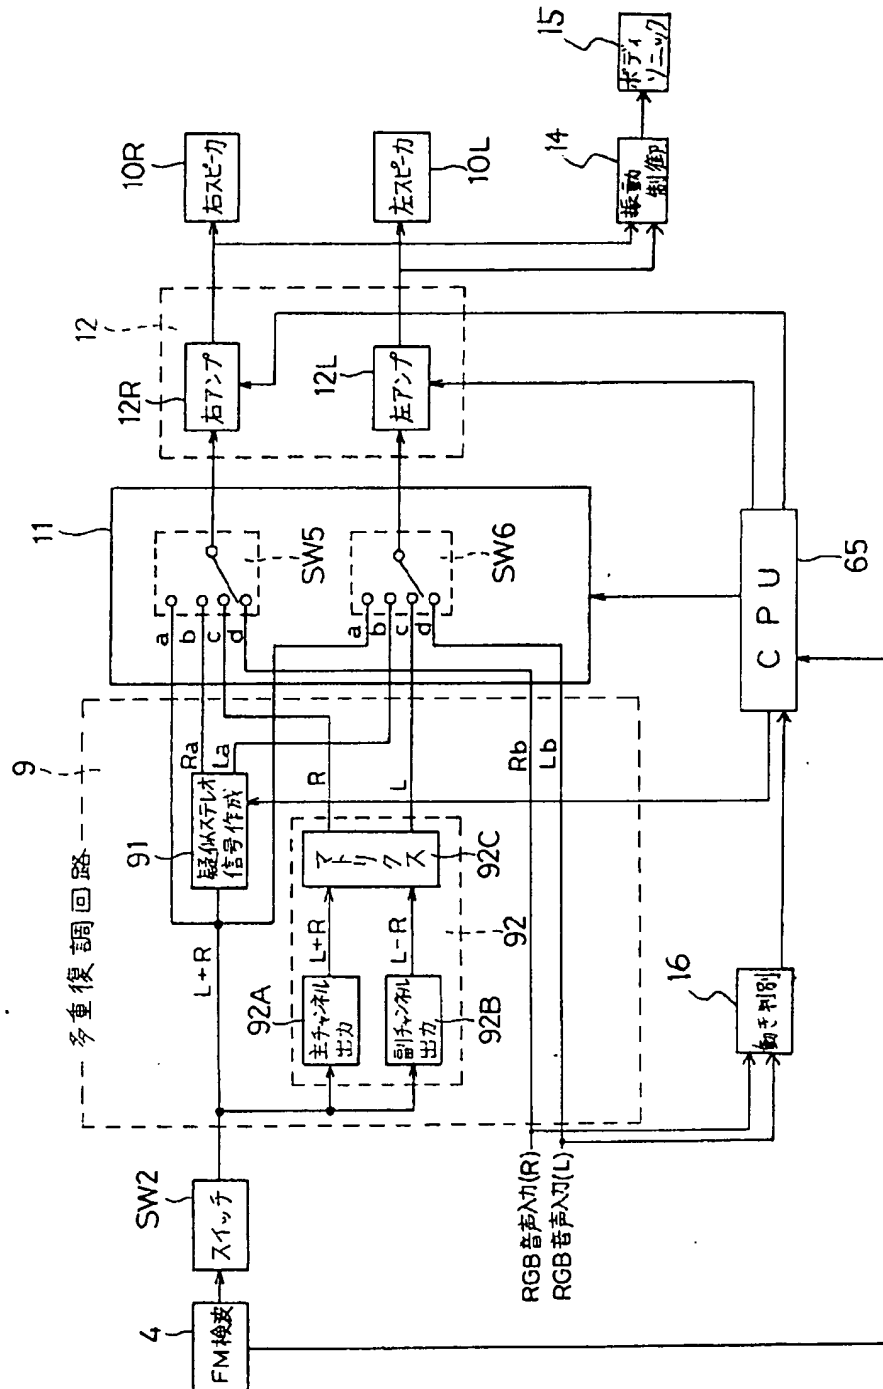 4
FM検波
SW2
スイッチ
9
多重復調回路
L+R
91
疑似ステレオ
信号作成
Ra
La
92A
主チャンネル
出力
L+R
92B
副チャンネル
出力
L-R
マトリクス
92C
92
R
L
RGB音声入力(R)
RGB音声入力(L)
Rb
Lb
16
動き判別
11
a
b
c
d
SW5
a
b
c
d
SW6
CPU
65
12
12R
右アンプ
12L
左アンプ
10R
右スピーカ
10L
左スピーカ
14
振動
制御
15
ボディ
ソニック